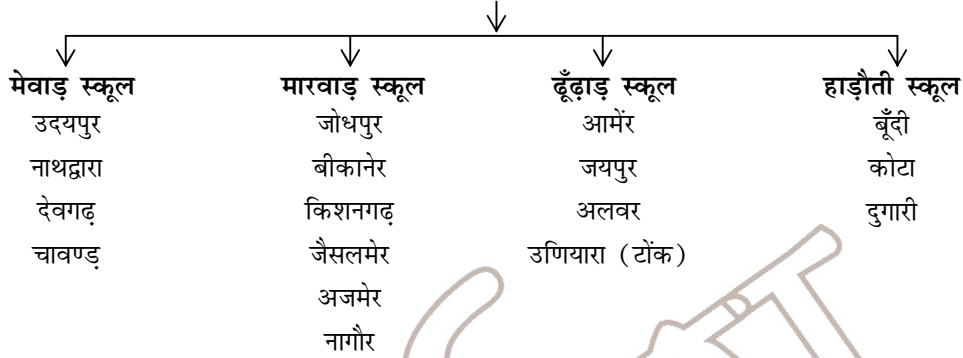 मेवाड़ स्कूल मारवाड़ स्कूल ढूँढ़ाड़ स्कूल हाड़ौती स्कूल
उदयपुर जोधपुर आमेंर बूँदी
नाथद्वारा बीकानेर जयपुर कोटा
देवगढ़ किशनगढ़ अलवर दुगारी
चावण्ड़ जैसलमेर उणियारा (टोंक)
अजमेर
नागौर